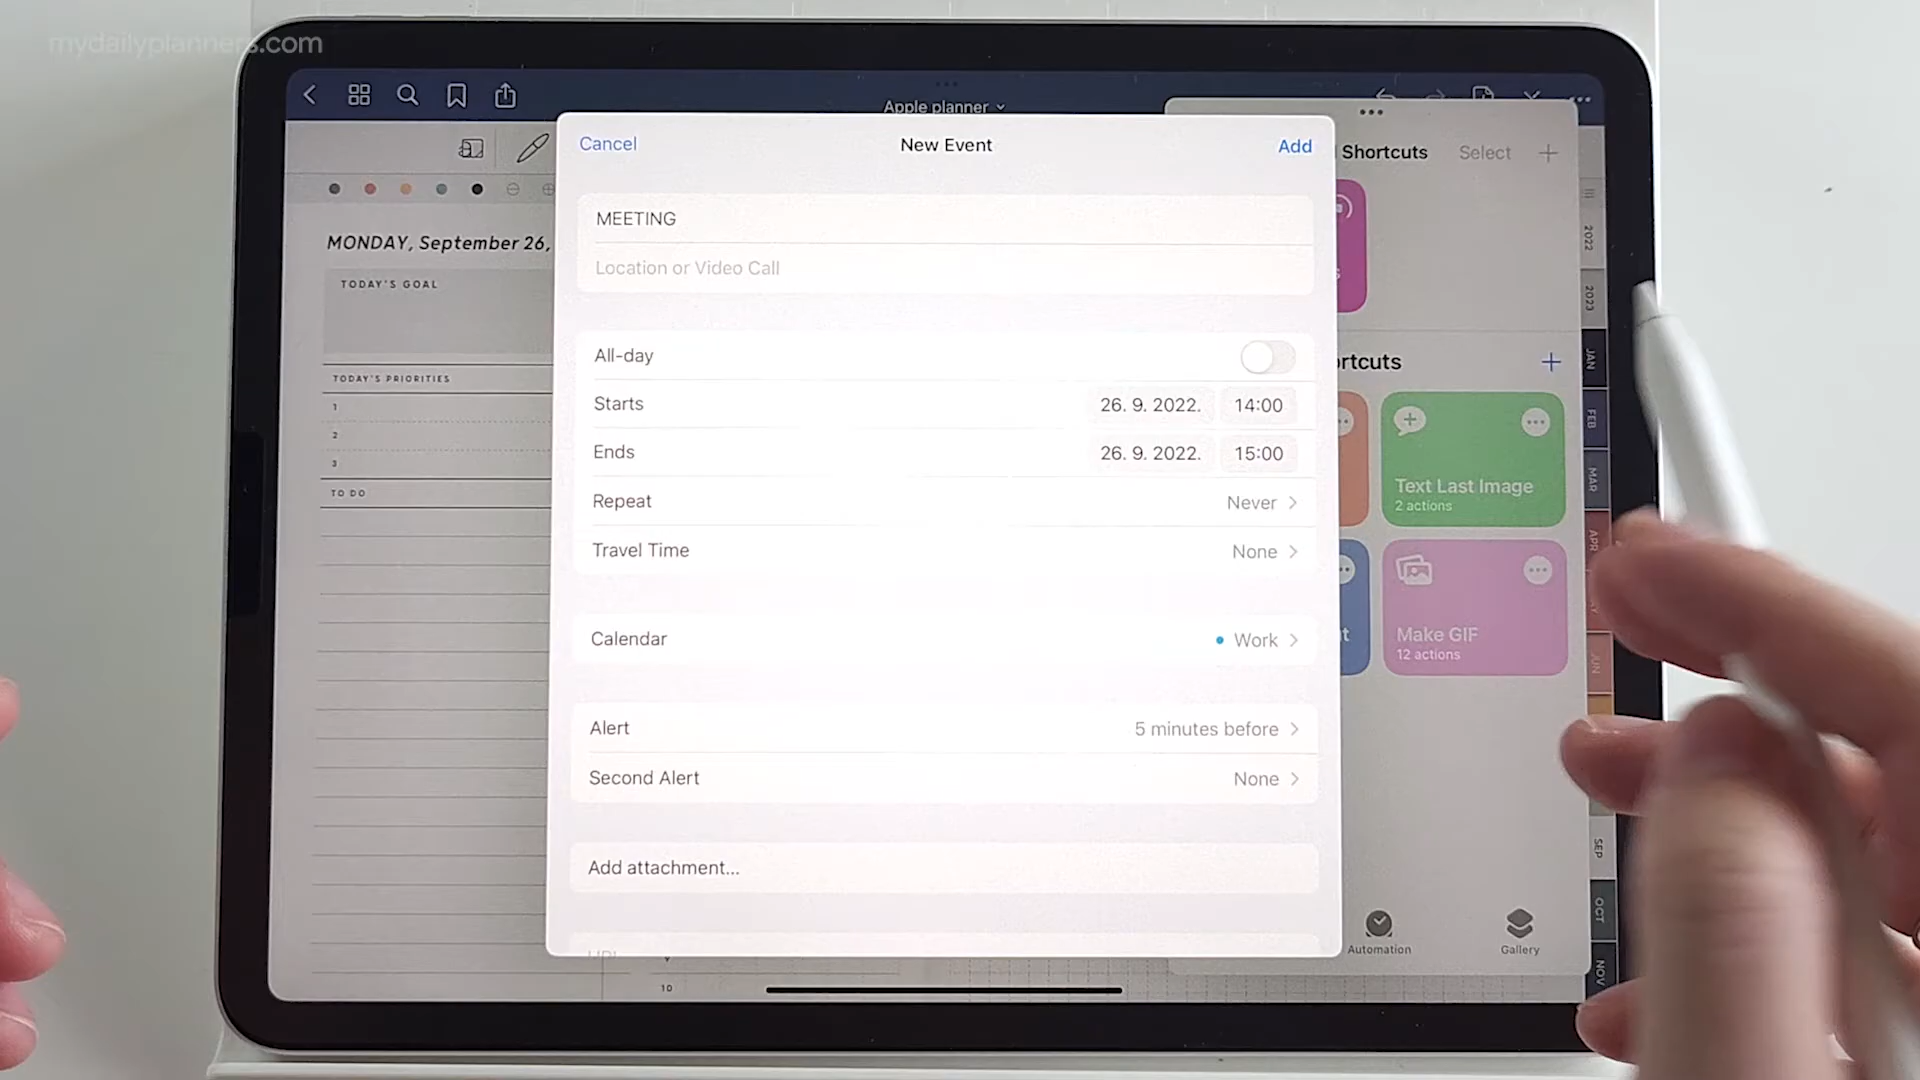 mydailyplanners.com
Apple planner
Cancel
New Event
Add
Shortcuts
Select
MEETING
Location or Video Call
MONDAY, September 26,
TODAY'S GOAL
All-day
Starts
26. 9. 2022.
14:00
Ends
26. 9. 2022.
15:00
Repeat
Never
Travel Time
None
Calendar
Work
Alert
5 minutes before
Second Alert
None
Add attachment...
TODAY'S PRIORITIES
1
2
3
TO DO
10
Text Last Image
2 actions
Make GIF
12 actions
Automation
Gallery
2022
2023
JAN
FEB
MAR
APR
JUN
SEP
OCT
NOV